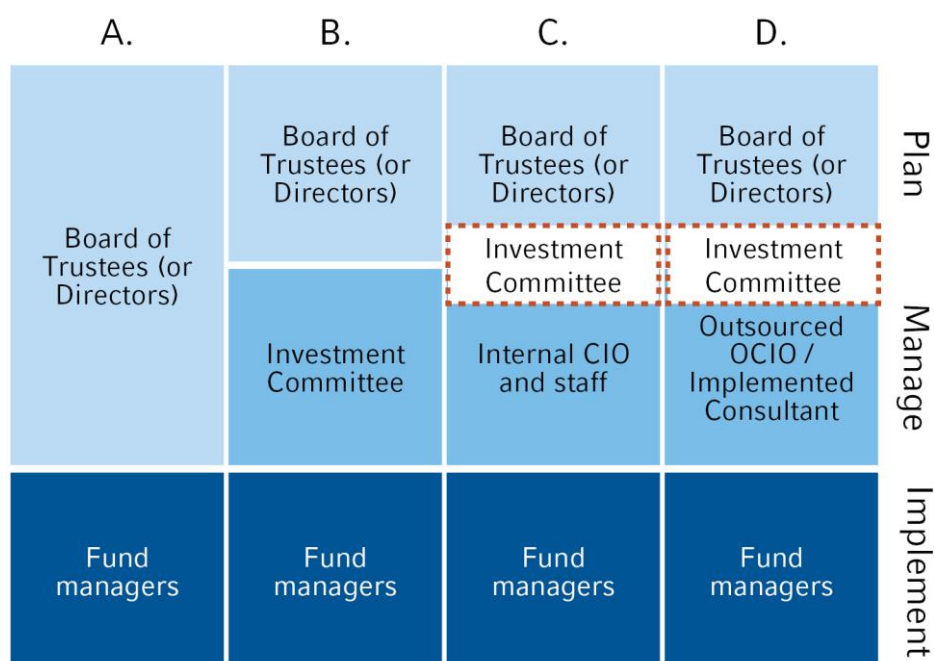 A.
B.
C.
D.
Board of
Trustees (or
Directors)
Board of
Trustees (or
Directors)
Board of
Trustees (or
Directors)
Board of
Trustees (or
Directors)
Plan
Investment
Committee
Investment
Committee
Investment
Committee
Internal CIO
and staff
Outsourced
OCIO /
Implemented
Consultant
Manage
Fund
managers
Fund
managers
Fund
managers
Fund
managers
Implement